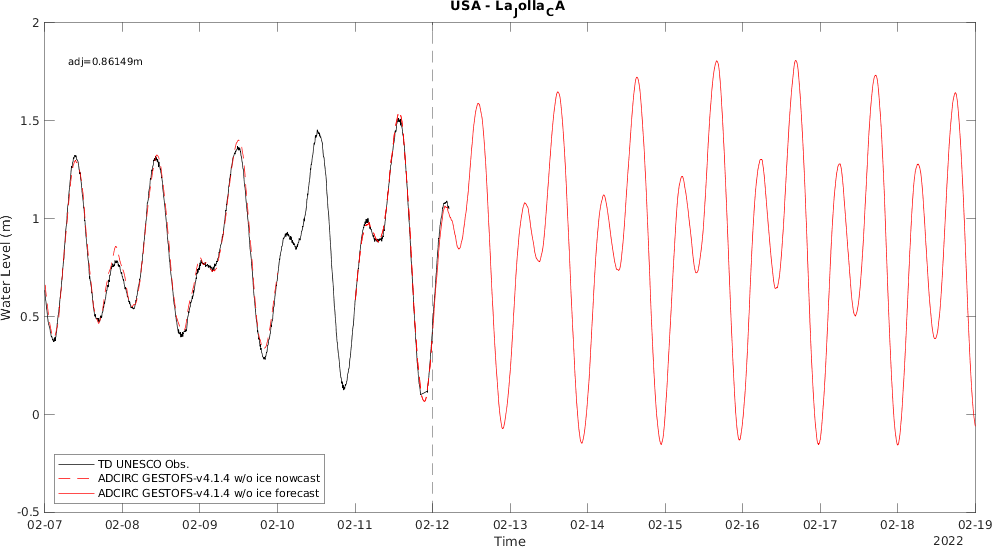 USA - LaJollaCA
adj=0.86149m
Water Level (m)
2
1.5
1
0.5
0
-0.5
TD UNESCO Obs.
ADCIRC GESTOFS-v4.1.4 w/o ice nowcast
ADCIRC GESTOFS-v4.1.4 w/o ice forecast
02-07 02-08 02-09 02-10 02-11 02-12 02-13 02-14 02-15 02-16 02-17 02-18 02-19
Time
2022